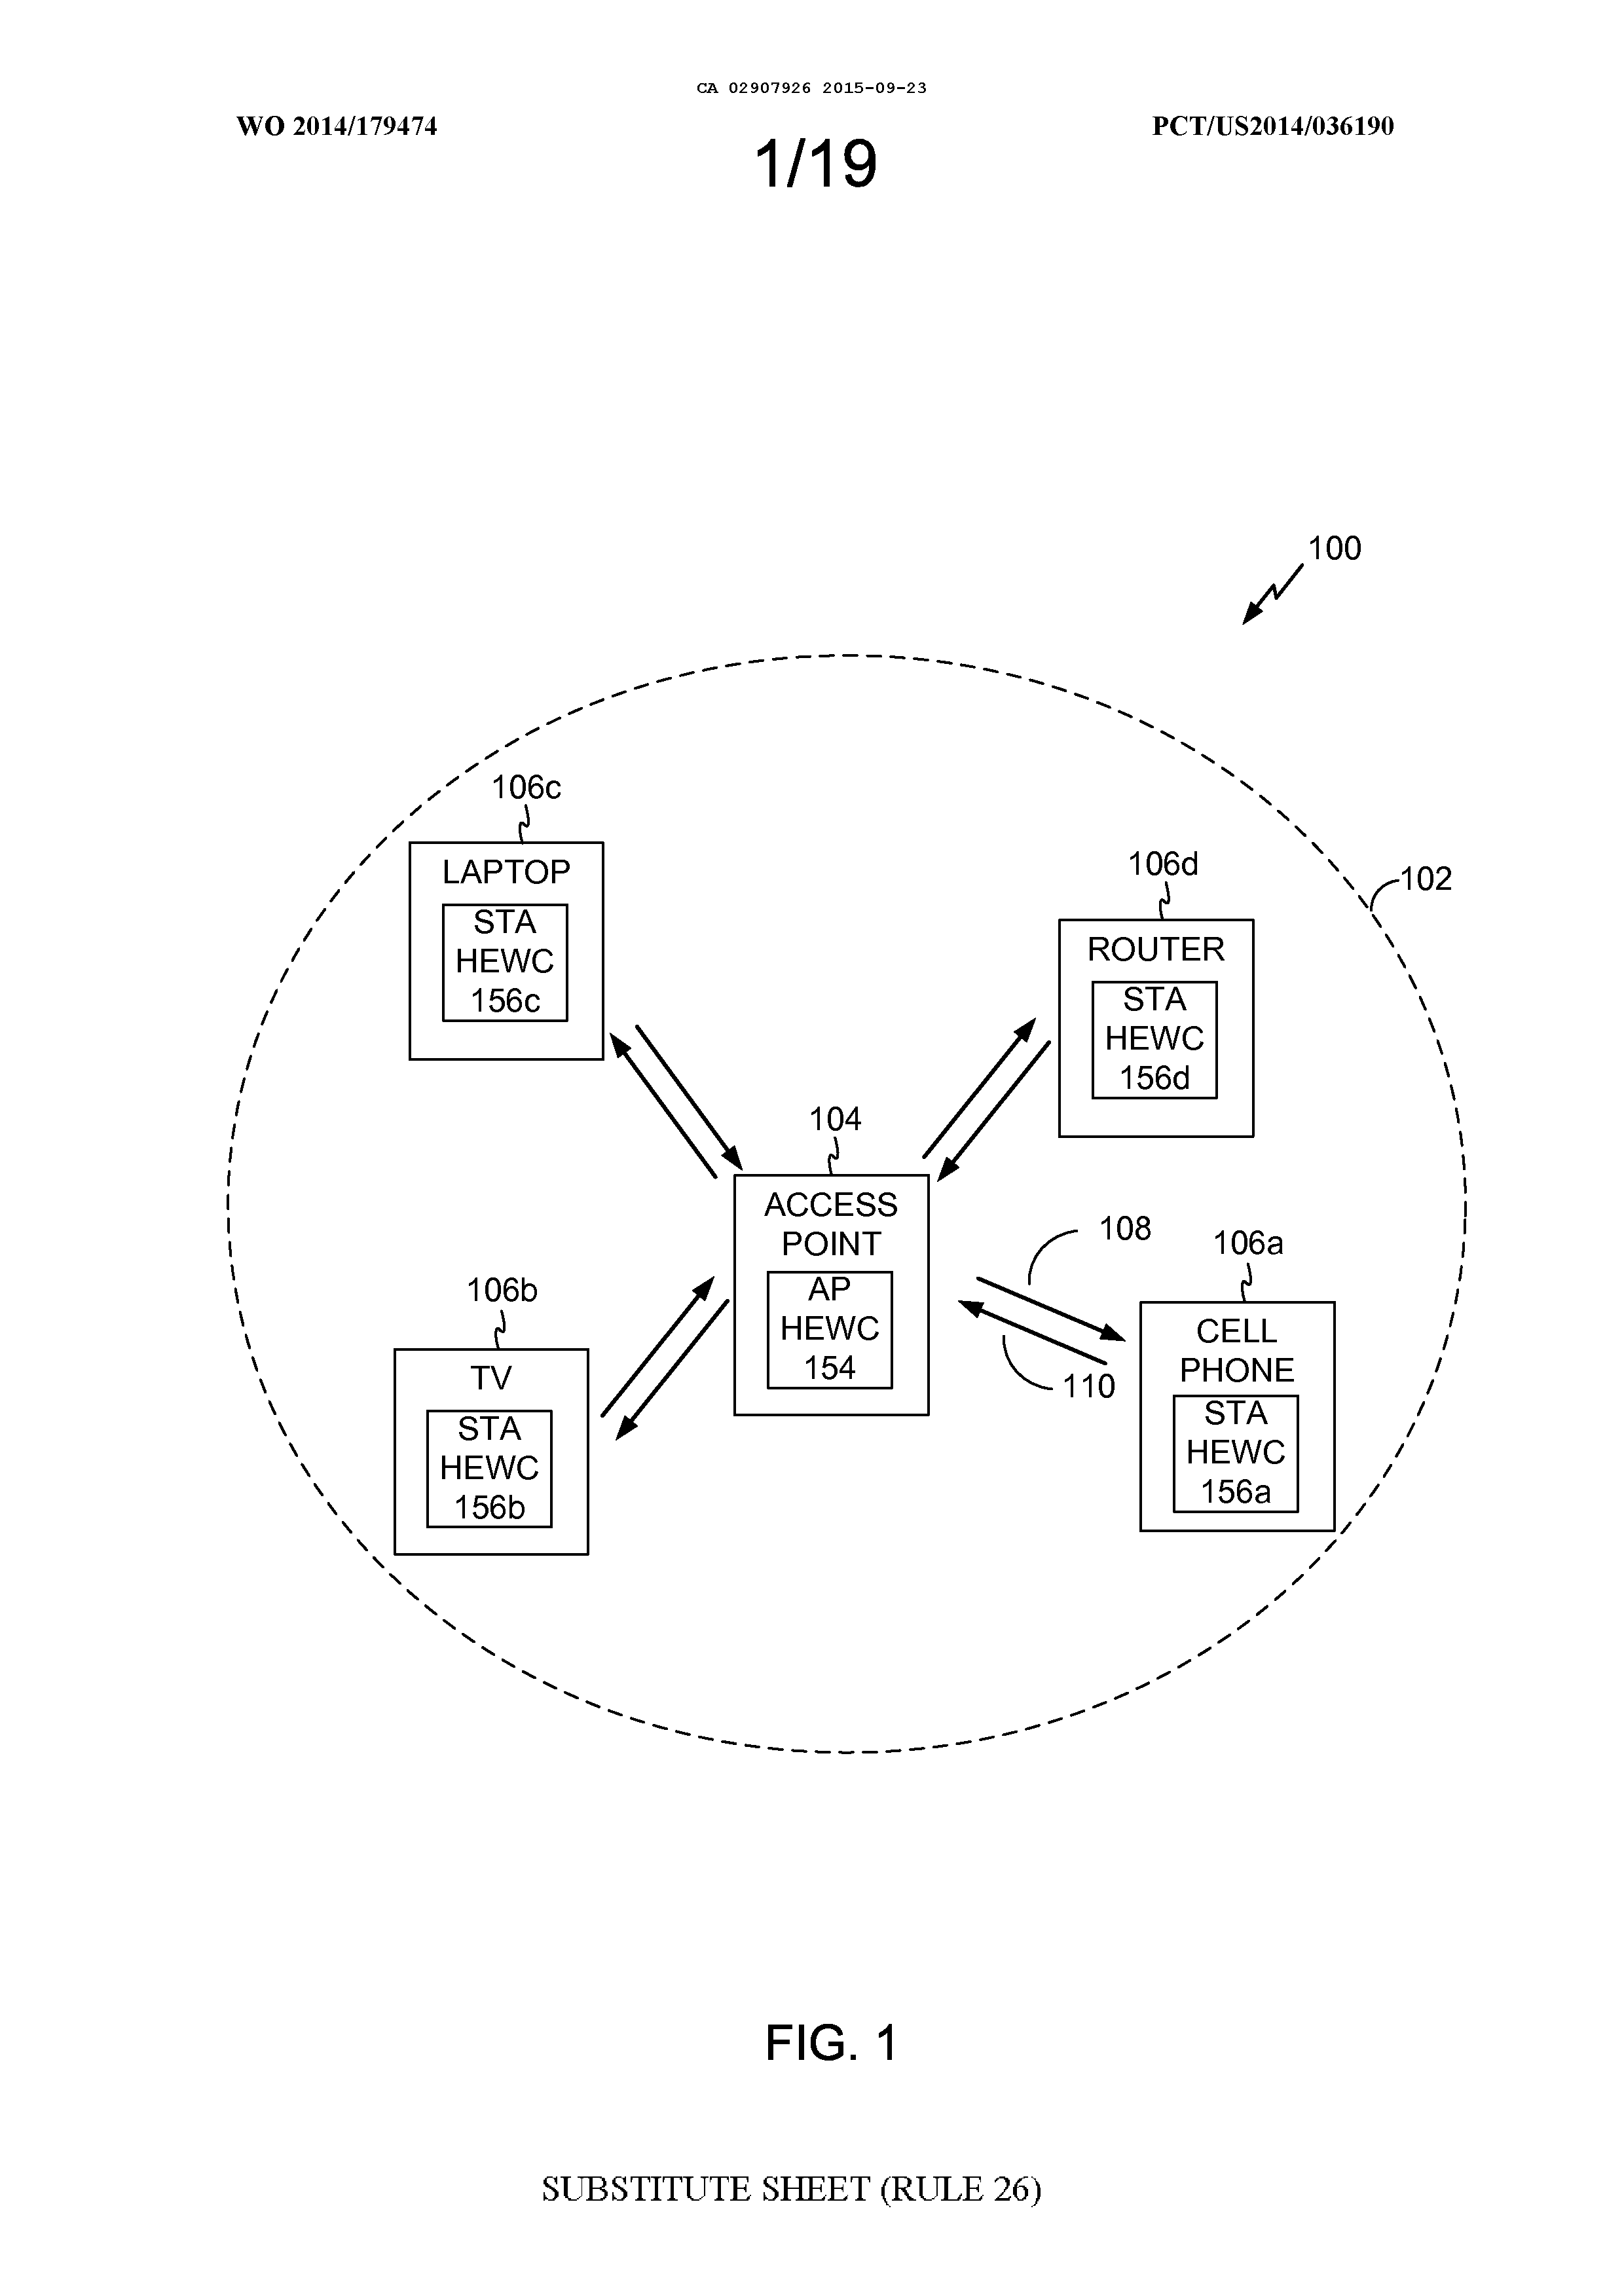 CA 02907926 2015-09-23
WO 2014/179474
PCT/US2014/036190
1/19
100
106c
LAPTOP
STA
HEWC
156c
106d
ROUTER
STA
HEWC
156d
102
104
ACCESS
POINT
AP
HEWC
154
108
110
106a
CELL
PHONE
STA
HEWC
156a
106b
TV
STA
HEWC
156b
FIG. 1
SUBSTITUTE SHEET (RULE 26)